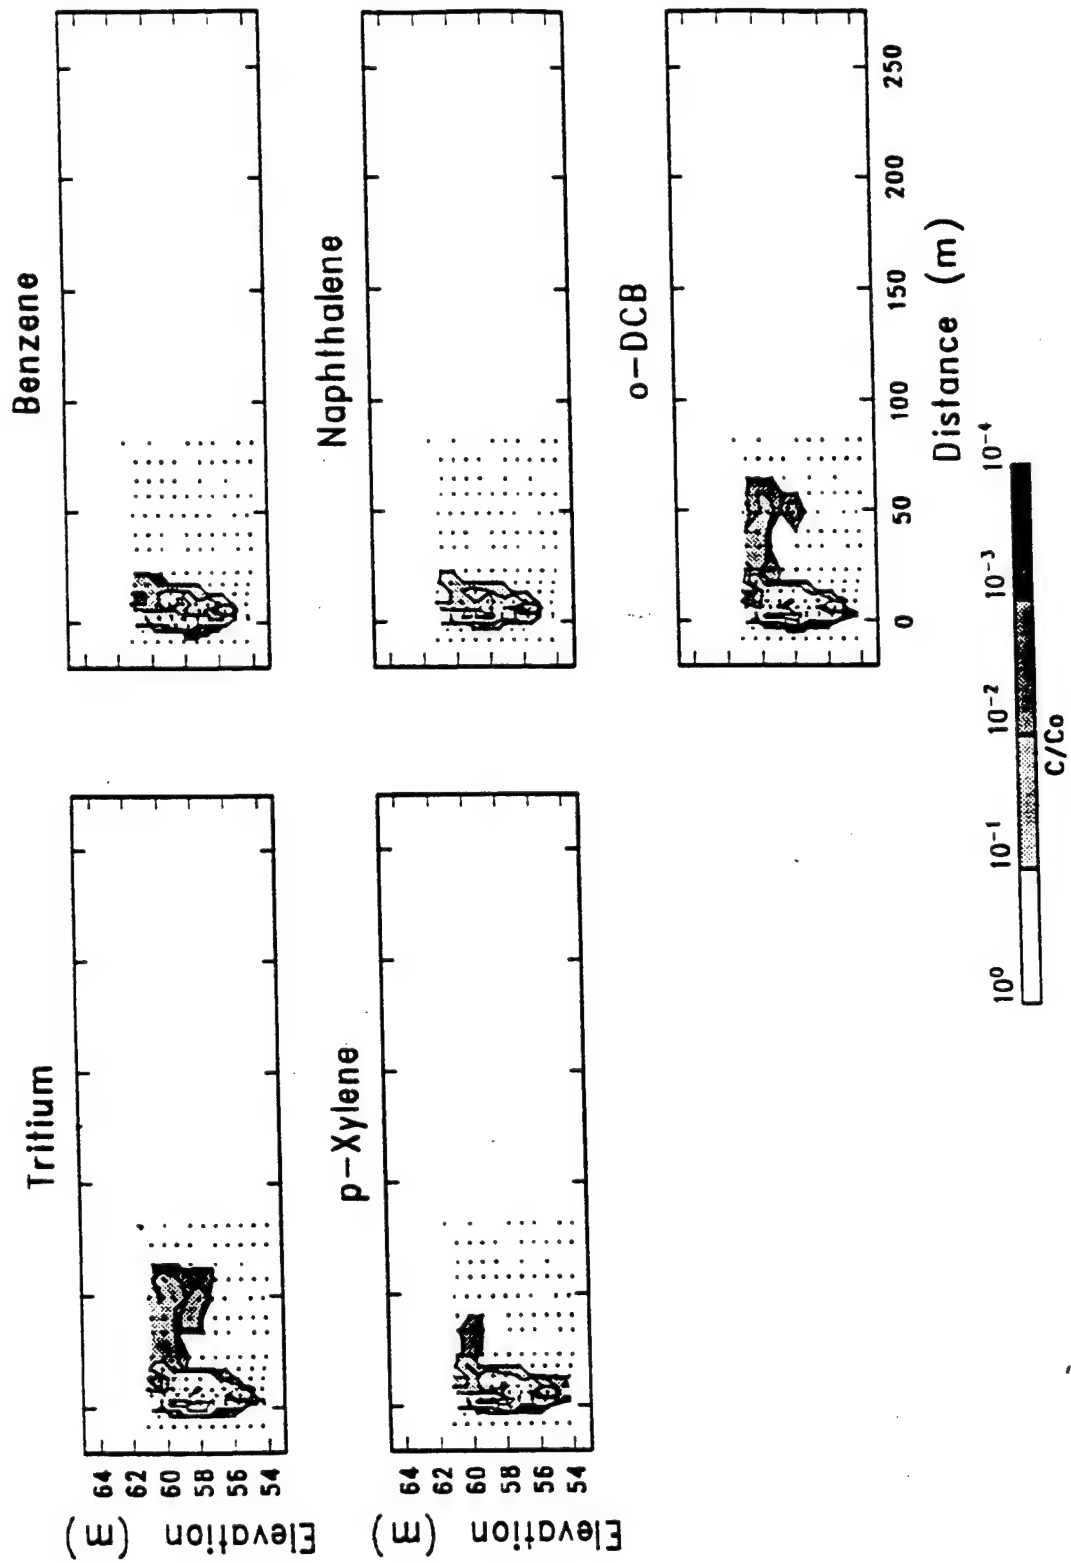 Tritium
Elevation (m)
64
62
60
58
56
54
Benzene
p-Xylene
Elevation (m)
64
62
60
58
56
54
Naphthalene
o-DCB
0
50
100
150
200
250
Distance (m)
10⁰
10⁻¹
10⁻²
10⁻³
10⁻⁴
C/Co